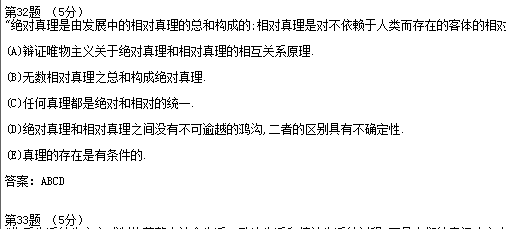 第32题 (5分)
"绝对真理是由发展中的相对真理的总和构成的;相对真理是对不依赖于人类而存在的客体的相对
(A)辩证唯物主义关于绝对真理和相对真理的相互关系原理.
(B)无数相对真理之总和构成绝对真理.
(C)任何真理都是绝对和相对的统一.
(D)绝对真理和相对真理之间没有不可逾越的鸿沟,二者的区别具有不确定性.
(E)真理的存在是有条件的.
答案: ABCD
第33题 (5分)